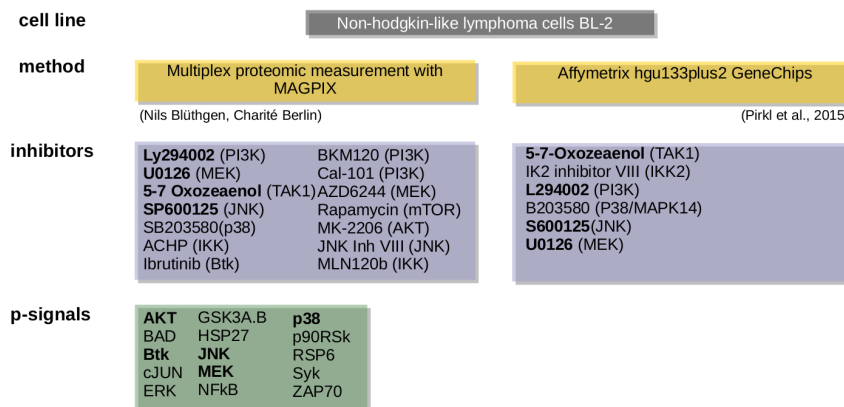 cell line
Non-hodgkin-like lymphoma cells BL-2
method
Multiplex proteomic measurement with
MAGPIX
Affymetrix hgu133plus2 GeneChips
(Nils Blüthgen, Charité Berlin)
(Pirkl et al., 2015
inhibitors
Ly294002 (PI3K)
U0126 (MEK)
5-7 Oxozeaenol (TAK1)
SP600125 (JNK)
SB203580(p38)
ACHP (IKK)
Ibrutinib (Btk)
BKM120 (PI3K)
Cal-101 (PI3K)
AZD6244 (MEK)
Rapamycin (mTOR)
MK-2206 (AKT)
JNK Inh VIII (JNK)
MLN120b (IKK)
5-7-Oxozeaenol (TAK1)
IK2 inhibitor VIII (IKK2)
L294002 (PI3K)
B203580 (P38/MAPK14)
S600125(JNK)
U0126 (MEK)
p-signals
AKT
BAD
Btk
cJUN
ERK
GSK3A.B
HSP27
JNK
MEK
NFkB
p38
p90RSk
RSP6
Syk
ZAP70